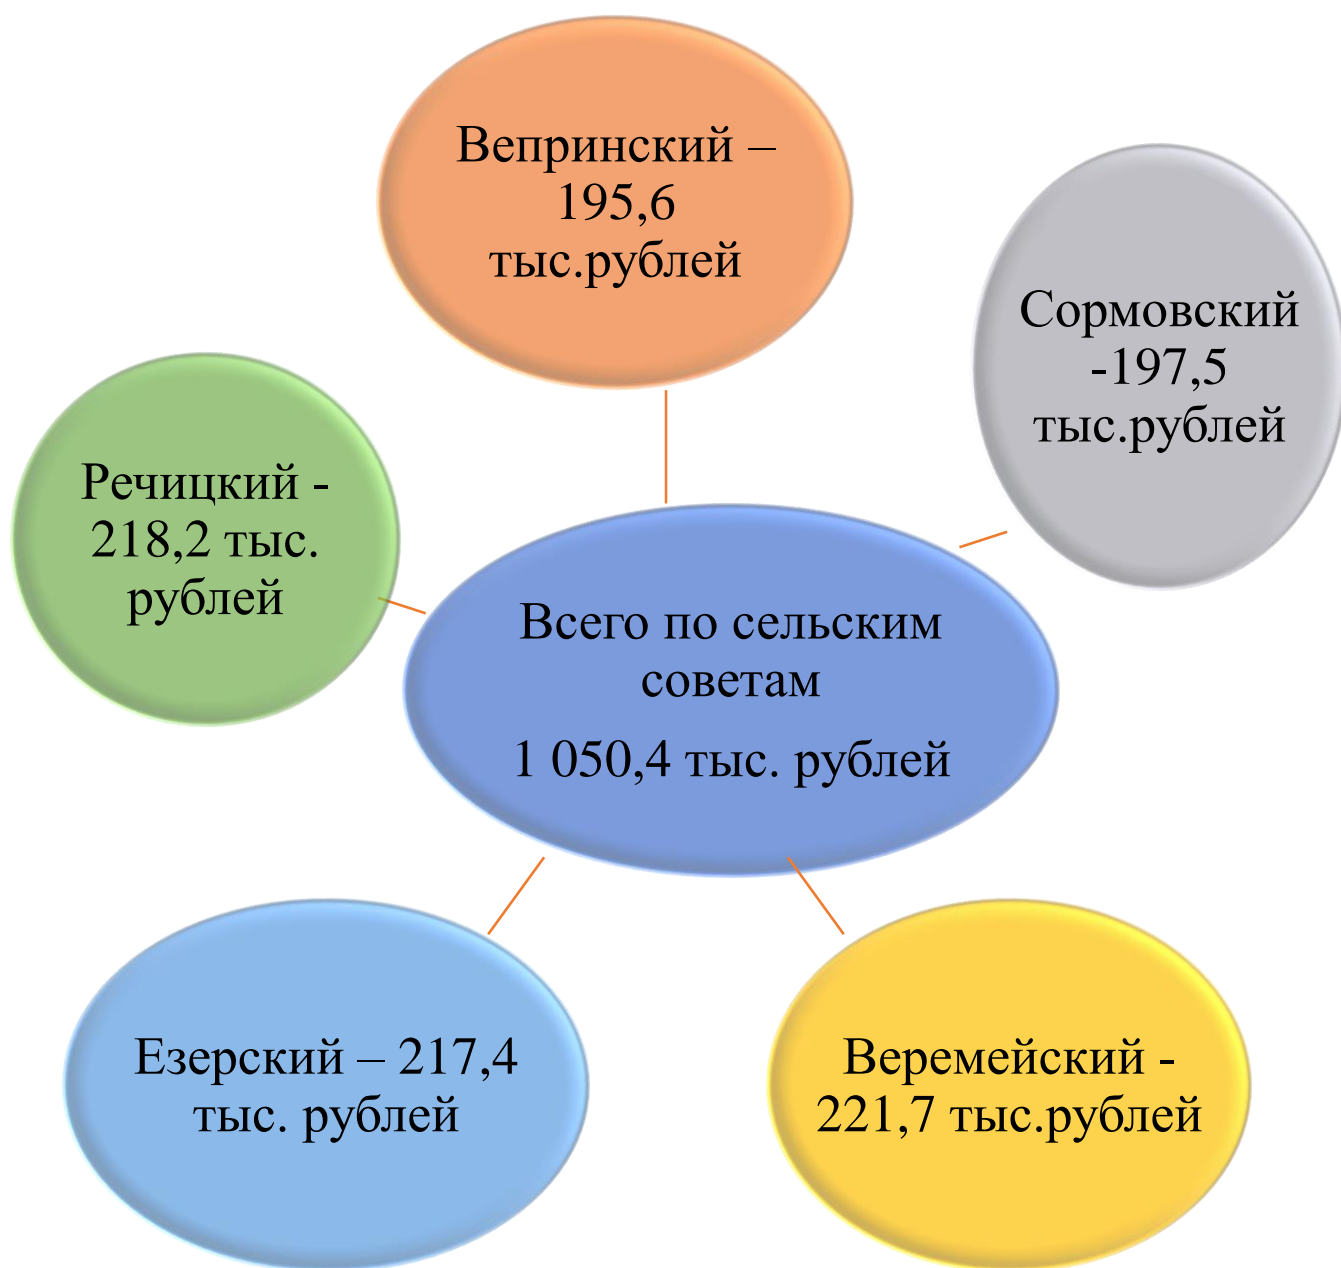 Вепринский –
195,6
тыс.рублей
Сормовский
-197,5
тыс.рублей
Речицкий -
218,2 тыс.
рублей
Всего по сельским
советам
1 050,4 тыс. рублей
Езерский – 217,4
тыс. рублей
Веремейский -
221,7 тыс.рублей